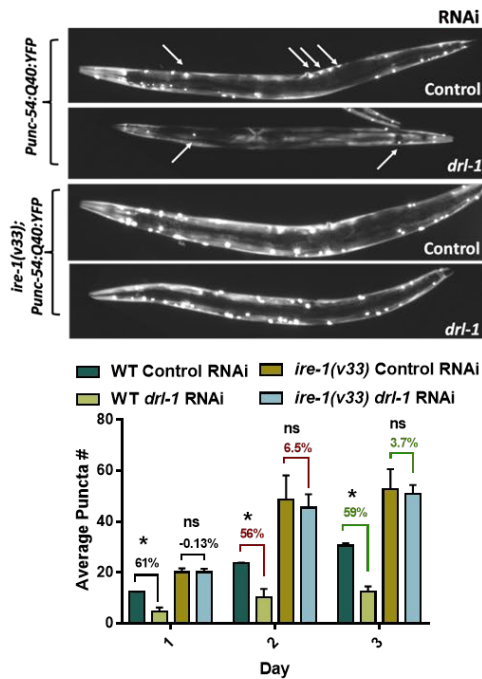 RNAi
Punc-54:Q40:YFP
Control
drl-1
ire-1(v33);
Punc-54:Q40:YFP
Control
drl-1
WT Control RNAi
ire-1(v33) Control RNAi
WT drl-1 RNAi
ire-1(v33) drl-1 RNAi
Average Puncta #
80
60
40
20
0
*
61%
ns
-0.13%
*
56%
ns
6.5%
*
59%
ns
3.7%
1
2
3
Day